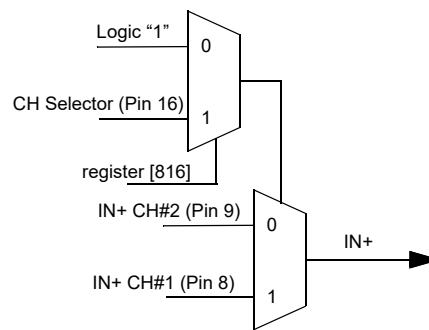 Logic “1”
0
CH Selector (Pin 16)
1
register [816]
IN+ CH#2 (Pin 9)
0
IN+
IN+ CH#1 (Pin 8)
1